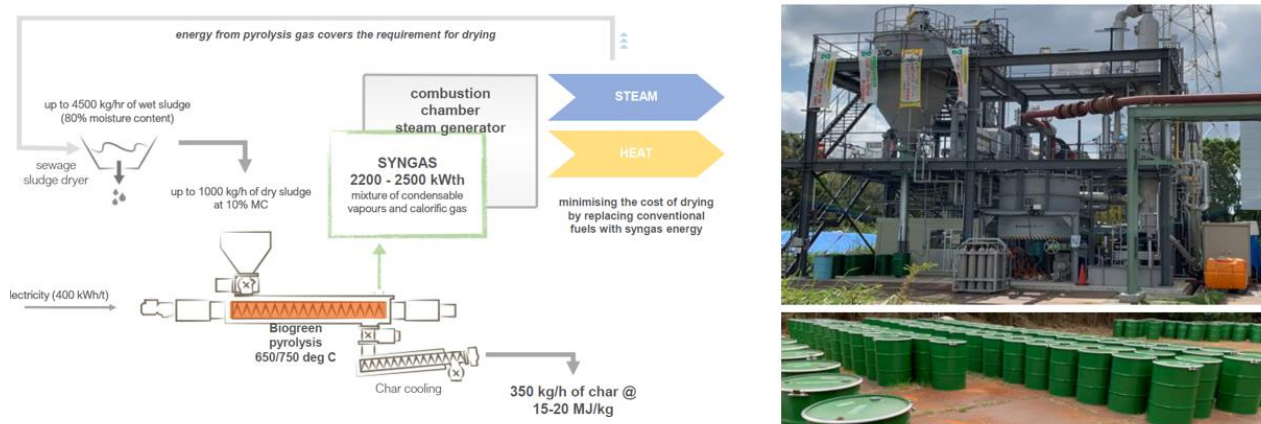 energy from pyrolysis gas covers the requirement for drying
up to 4500 kg/hr of wet sludge
(80% moisture content)
sewage
sludge dryer
up to 1000 kg/h of dry sludge
at 10% MC
combustion
chamber
steam generator
SYNGAS
2200 - 2500 kWth
mixture of condensable
vapours and calorific gas
STEAM
HEAT
minimising the cost of drying
by replacing conventional
fuels with syngas energy
lectricity (400 kWh/t)
Biogreen
pyrolysis
650/750 deg C
Char cooling
350 kg/h of char @
15-20 MJ/kg